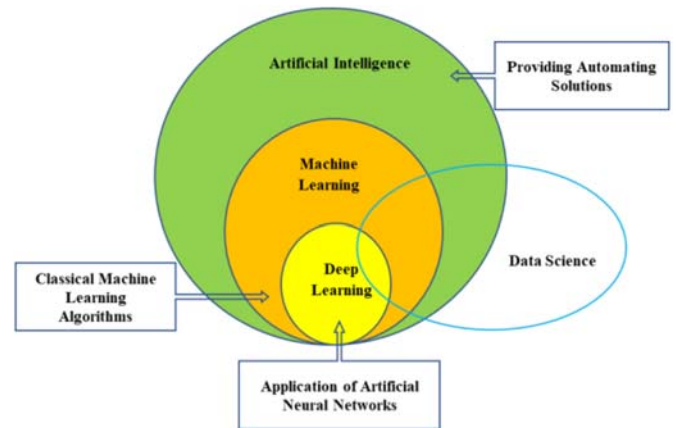 Artificial Intelligence
Providing Automating
Solutions
Machine
Learning
Data Science
Deep
Learning
Classical Machine
Learning
Algorithms
Application of Artificial
Neural Networks